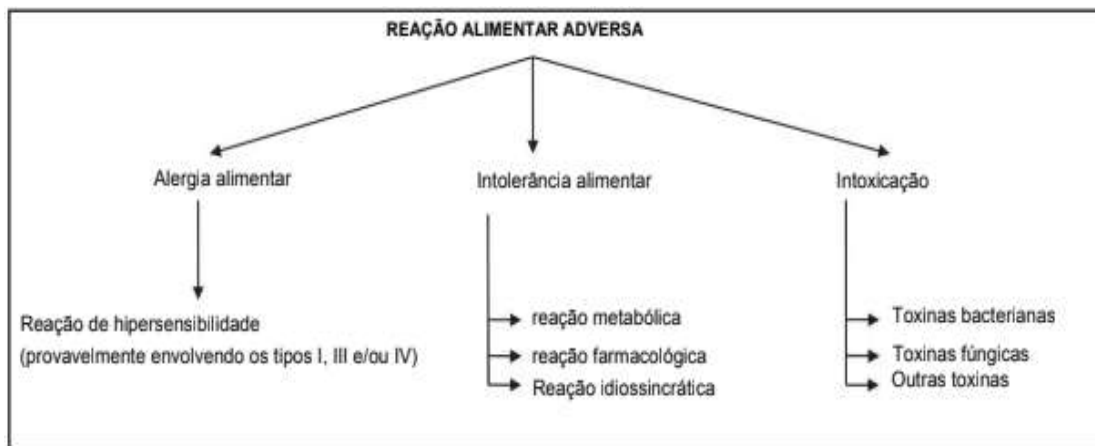 REAÇÃO ALIMENTAR ADVERSA
Alergia alimentar
Intolerância alimentar
Intoxicação
Reação de hipersensibilidade
(provavelmente envolvendo os tipos I, III e/ou IV)
reação metabólica
reação farmacológica
Reação idiossincrática
Toxinas bacterianas
Toxinas fúngicas
Outras toxinas